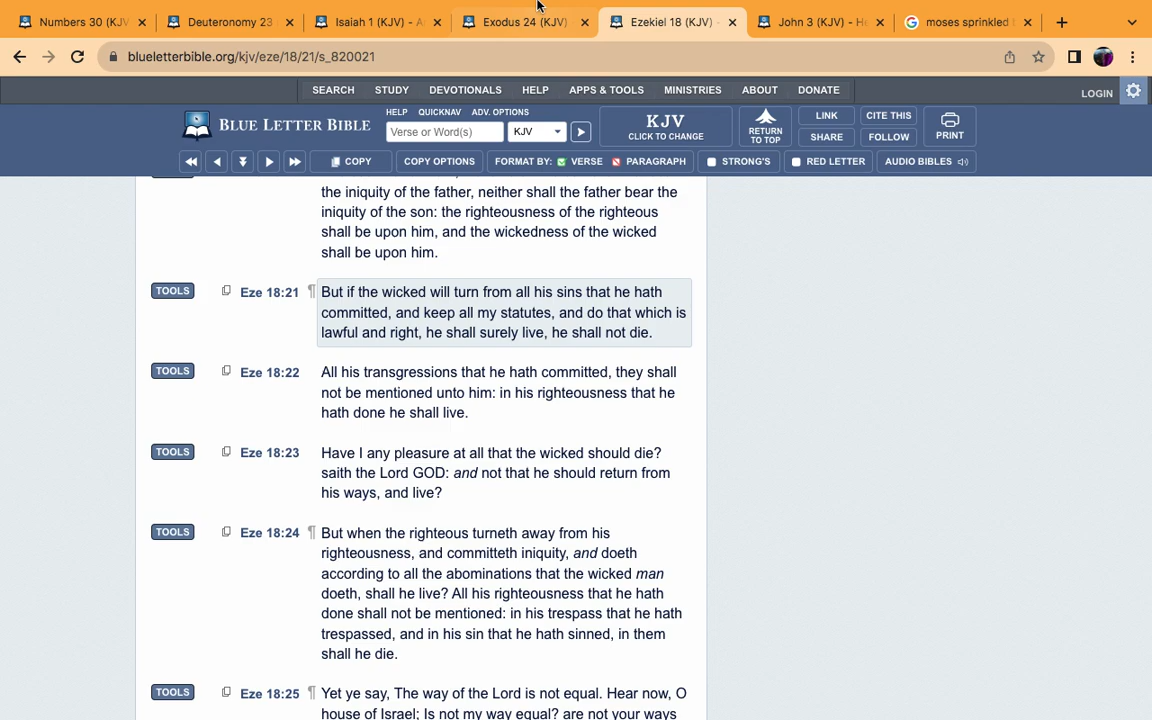 Numbers 30 (KJV)
Deuteronomy 23
Isaiah 1 (KJV) -
Exodus 24 (KJV)
Ezekiel 18 (KJV) -
John 3 (KJV) - H
moses sprinkled
blueletterbible.org/kjv/eze/18/21/s_820021
SEARCH STUDY DEVOTIONALS HELP APPS & TOOLS MINISTRIES ABOUT DONATE LOGIN
BLUE LETTER BIBLE
HELP QUICKNAV ADV. OPTIONS
Verse or Word(s) KJV
KJV
CLICK TO CHANGE
RETURN
TO TOP
LINK CITE THIS
SHARE FOLLOW
PRINT
COPY COPY OPTIONS FORMAT BY: VERSE PARAGRAPH STRONG'S RED LETTER AUDIO BIBLES
the iniquity of the father, neither shall the father bear the
iniquity of the son: the righteousness of the righteous
shall be upon him, and the wickedness of the wicked
shall be upon him.
TOOLS Eze 18:21 ¶ But if the wicked will turn from all his sins that he hath
committed, and keep all my statutes, and do that which is
lawful and right, he shall surely live, he shall not die.
TOOLS Eze 18:22 All his transgressions that he hath committed, they shall
not be mentioned unto him: in his righteousness that he
hath done he shall live.
TOOLS Eze 18:23 Have I any pleasure at all that the wicked should die?
saith the Lord GOD: and not that he should return from
his ways, and live?
TOOLS Eze 18:24 ¶ But when the righteous turneth away from his
righteousness, and committeth iniquity, and doeth
according to all the abominations that the wicked man
doeth, shall he live? All his righteousness that he hath
done shall not be mentioned: in his trespass that he hath
trespassed, and in his sin that he hath sinned, in them
shall he die.
TOOLS Eze 18:25 ¶ Yet ye say, The way of the Lord is not equal. Hear now, O
house of Israel; Is not my way equal? are not your ways